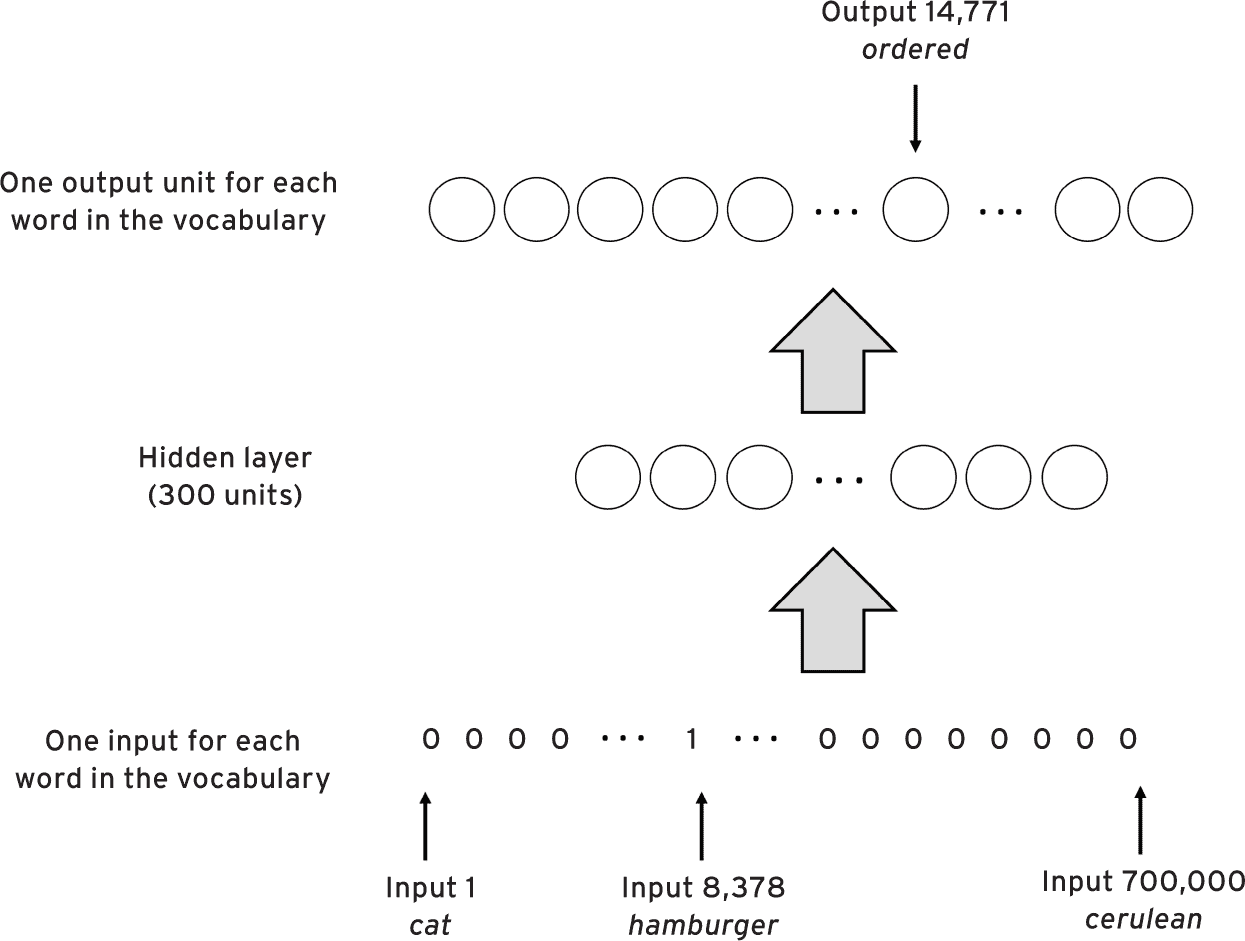 Output 14,771
ordered
One output unit for each
word in the vocabulary
...
...
Hidden layer
(300 units)
...
One input for each
word in the vocabulary
0 0 0 0 ... 1 ... 0 0 0 0 0 0 0 0
Input 1
cat
Input 8,378
hamburger
Input 700,000
cerulean